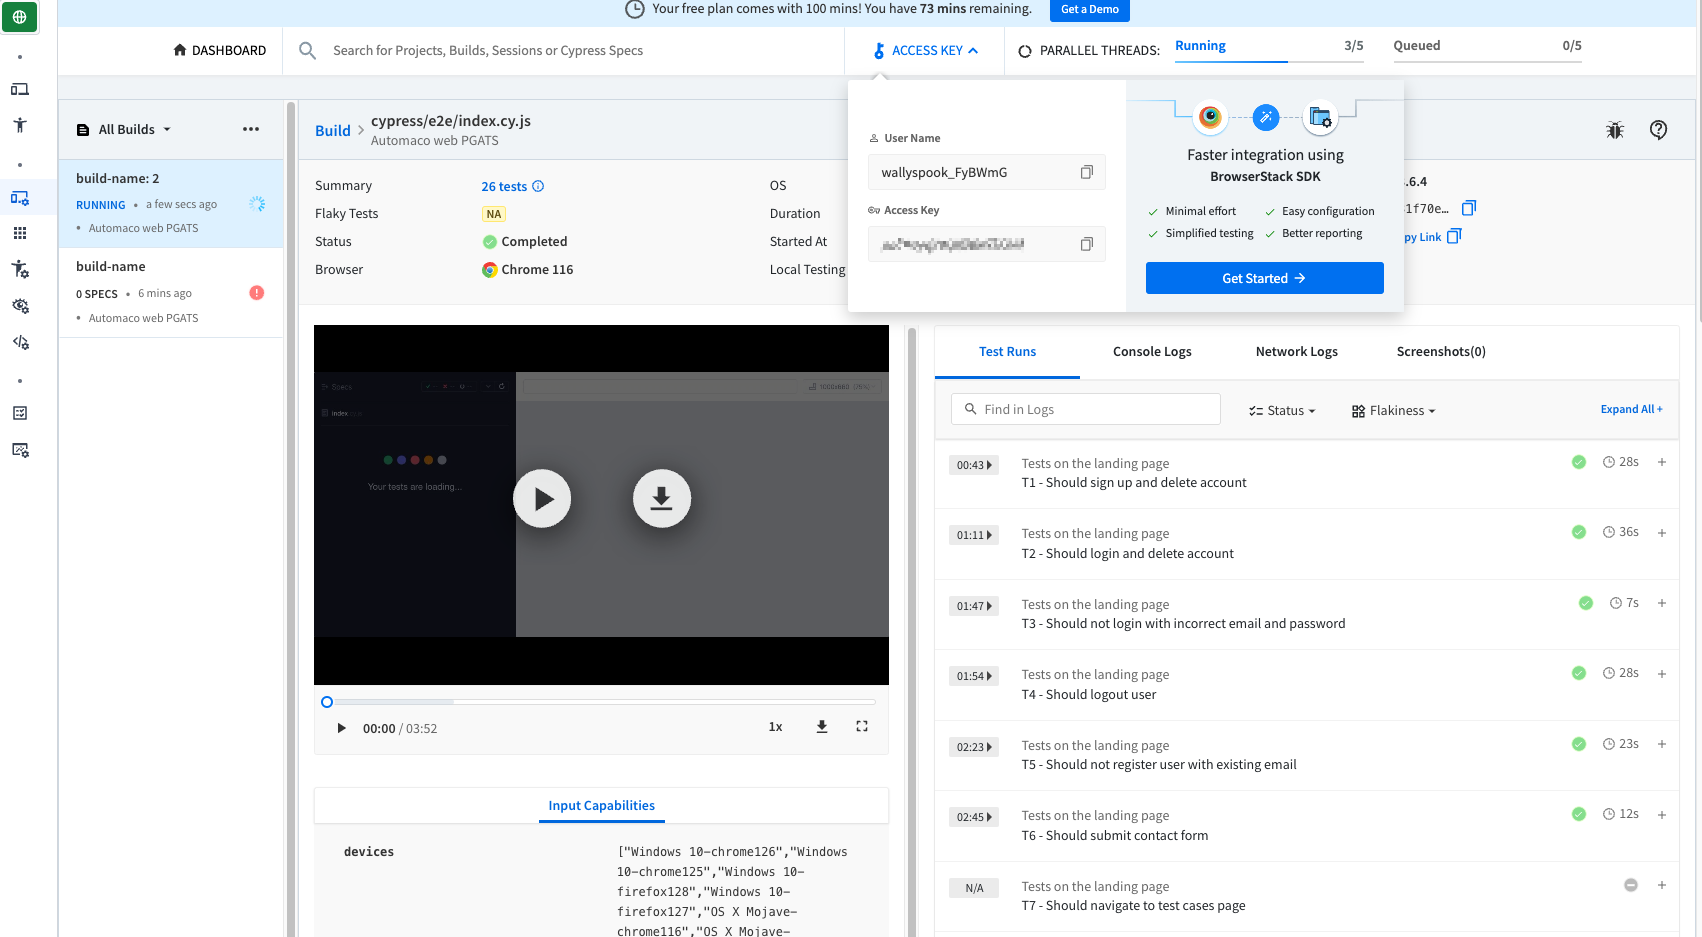 Your free plan comes with 100 mins! You have 73 mins remaining.
Get a Demo
DASHBOARD
Search for Projects, Builds, Sessions or Cypress Specs
ACCESS KEY
PARALLEL THREADS:
Running 3/5
Queued 0/5
All Builds
build-name: 2
RUNNING • a few secs ago
• Automaco web PGATS
build-name
0 SPECS • 6 mins ago
• Automaco web PGATS
Build > cypress/e2e/index.cy.js
Automaco web PGATS
Summary 26 tests
Flaky Tests NA
Status Completed
Browser Chrome 116
OS
Duration
Started At
Local Testing
User Name
wallyspook_FyBWmG
Access Key
Faster integration using
BrowserStack SDK
Minimal effort
Easy configuration
Simplified testing
Better reporting
Get Started
.6.4
1f70e...
py Link
Specs
1000x660 (75%)
index.cy.js
Your tests are loading...
00:00 / 03:52
1x
Input Capabilities
devices
["Windows 10-chrome126","Windows
10-chrome125","Windows 10-
firefox128","Windows 10-
firefox127","OS X Mojave-
chrome116","OS X Mojave-
Test Runs
Console Logs
Network Logs
Screenshots(0)
Find in Logs
Status
Flakiness
Expand All +
00:43 Tests on the landing page 28s +
T1 - Should sign up and delete account
01:11 Tests on the landing page 36s +
T2 - Should login and delete account
01:47 Tests on the landing page 7s +
T3 - Should not login with incorrect email and password
01:54 Tests on the landing page 28s +
T4 - Should logout user
02:23 Tests on the landing page 23s +
T5 - Should not register user with existing email
02:45 Tests on the landing page 12s +
T6 - Should submit contact form
N/A Tests on the landing page +
T7 - Should navigate to test cases page